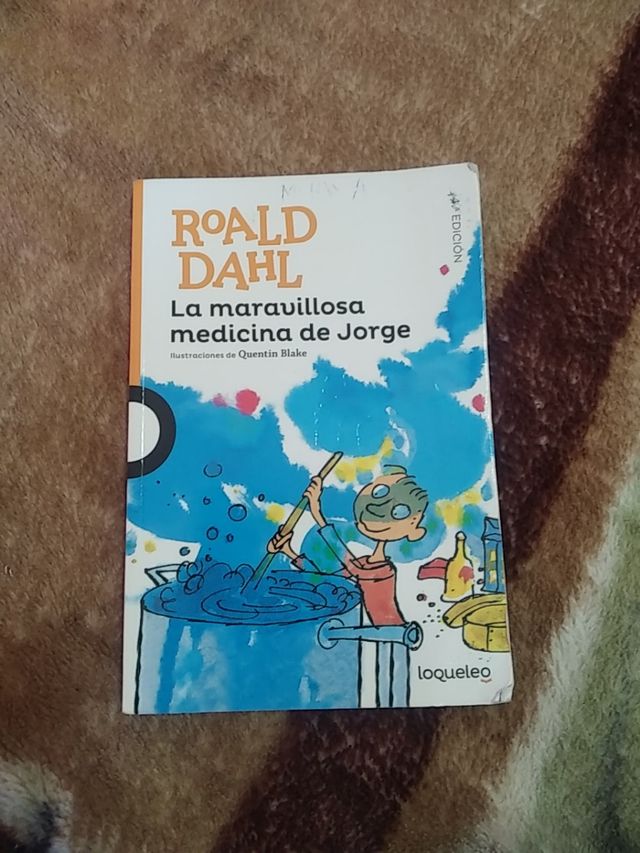 ROALD
DAHL
La maravillosa
medicina de Jorge
Ilustraciones de Quentin Blake
EDICIÓN
loqueleo